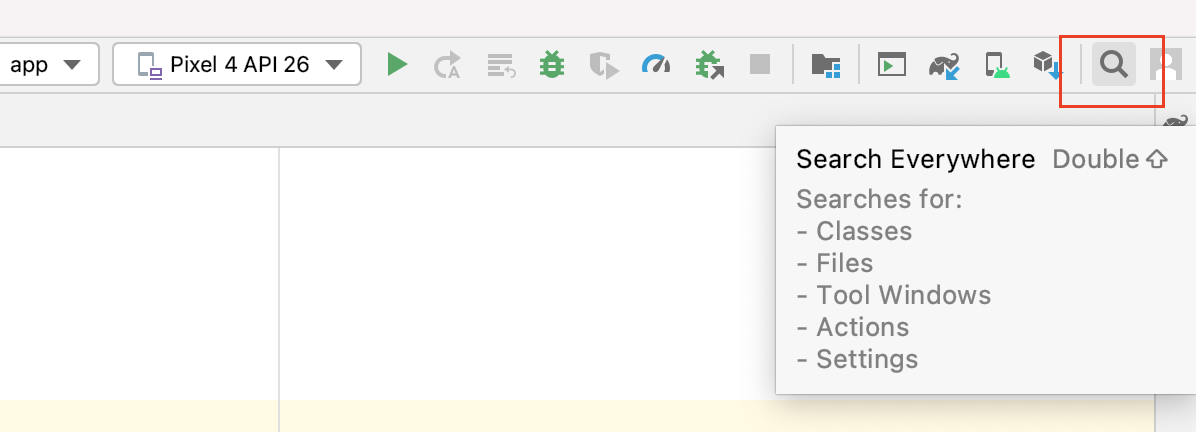 app
Pixel 4 API 26
Search Everywhere Double ⇧
Searches for:
- Classes
- Files
- Tool Windows
- Actions
- Settings